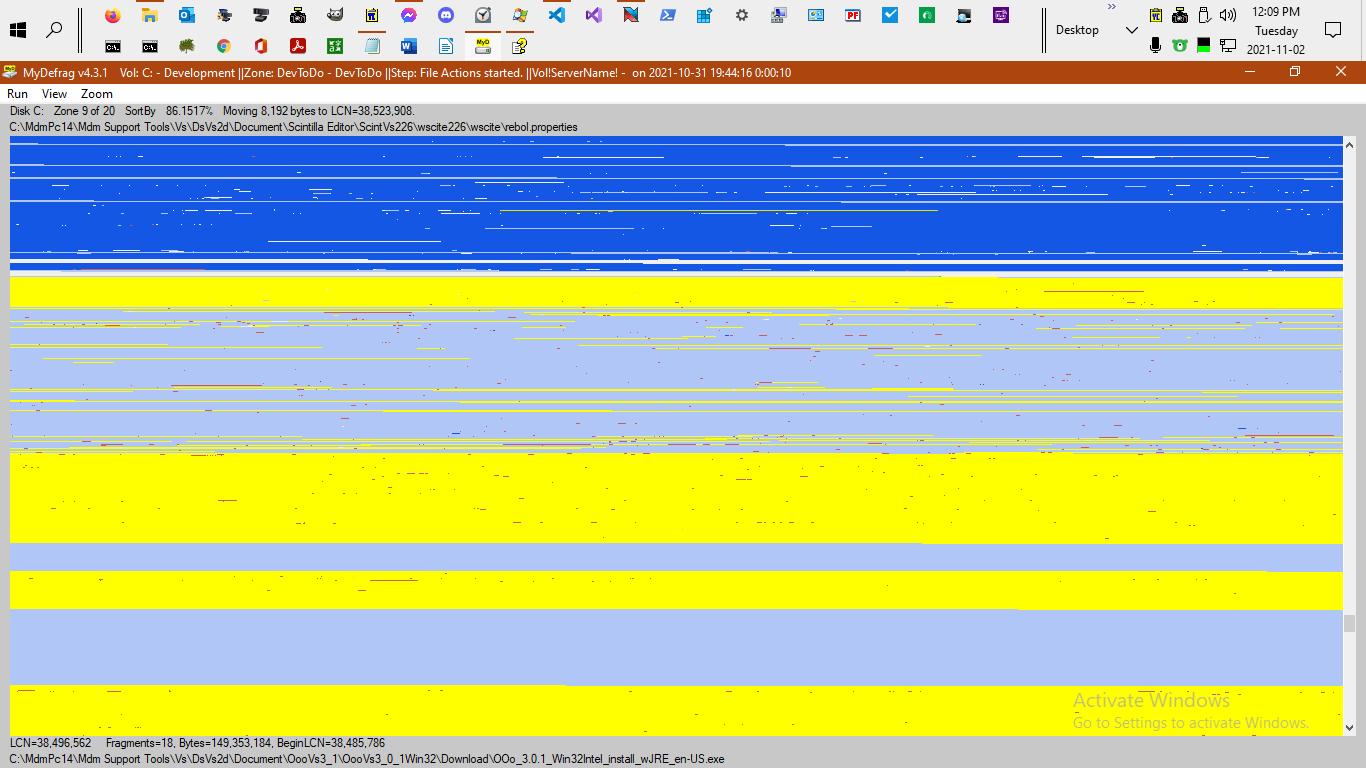 12:09 PM
Desktop
Tuesday
2021-11-02
MyDefrag v4.3.1 Vol: C: - Development ||Zone: DevToDo - DevToDo ||Step: File Actions started. ||Vol!ServerName! - on 2021-10-31 19:44:16 0:00:10
Run View Zoom
Disk C: Zone 9 of 20 SortBy 86.1517% Moving 8,192 bytes to LCN=38,523,908.
C:\MdmPc14\Mdm Support Tools\Vs\DsVs2d\Document\Scintilla Editor\ScintVs226\wscite226\wscite\rebol.properties
Activate Windows
Go to Settings to activate Windows.
LCN=38,496,562 Fragments=18, Bytes=149,353,184, BeginLCN=38,485,786
C:\MdmPc14\Mdm Support Tools\Vs\DsVs2d\Document\OooVs3_1\OooVs3_0_1Win32\Download\OOo_3.0.1_Win32Intel_install_wJRE_en-US.exe